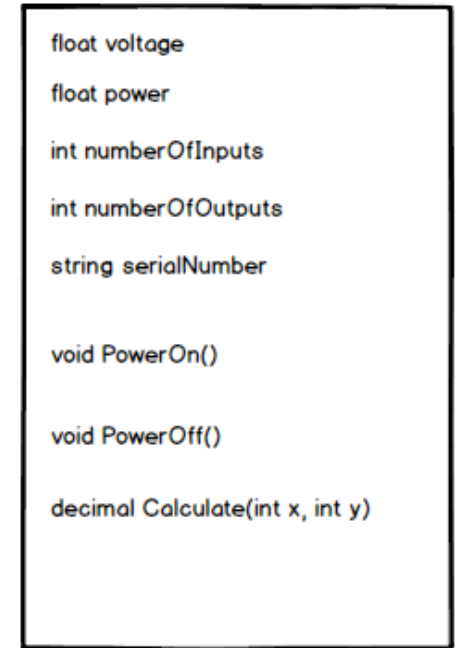 float voltage
float power
int numberOfInputs
int numberOfOutputs
string serialNumber
void PowerOn()
void PowerOff()
decimal Calculate(int x, int y)